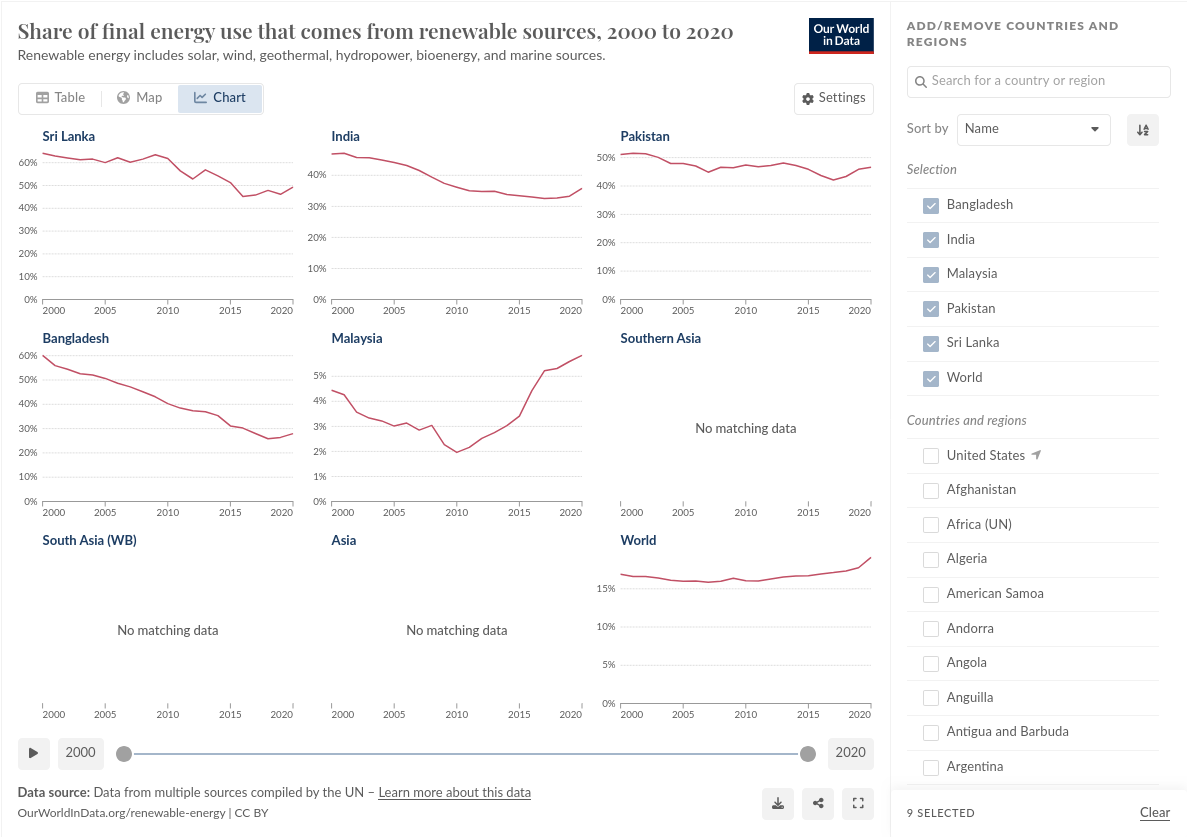 Share of final energy use that comes from renewable sources, 2000 to 2020
Renewable energy includes solar, wind, geothermal, hydropower, bioenergy, and marine sources.
Our World
in Data
Table
Map
Chart
Settings
Sri Lanka
60%
50%
40%
30%
20%
10%
0%
2000 2005 2010 2015 2020
India
40%
30%
20%
10%
0%
2000 2005 2010 2015 2020
Pakistan
50%
40%
30%
20%
10%
0%
2000 2005 2010 2015 2020
Bangladesh
60%
50%
40%
30%
20%
10%
0%
2000 2005 2010 2015 2020
Malaysia
5%
4%
3%
2%
1%
0%
2000 2005 2010 2015 2020
Southern Asia
No matching data
2000 2005 2010 2015 2020
South Asia (WB)
No matching data
2000 2005 2010 2015 2020
Asia
No matching data
2000 2005 2010 2015 2020
World
15%
10%
5%
0%
2000 2005 2010 2015 2020
2000
2020
Data source: Data from multiple sources compiled by the UN – Learn more about this data
OurWorldInData.org/renewable-energy | CC BY
ADD/REMOVE COUNTRIES AND
REGIONS
Search for a country or region
Sort by Name
Selection
Bangladesh
India
Malaysia
Pakistan
Sri Lanka
World
Countries and regions
United States
Afghanistan
Africa (UN)
Algeria
American Samoa
Andorra
Angola
Anguilla
Antigua and Barbuda
Argentina
9 SELECTED
Clear